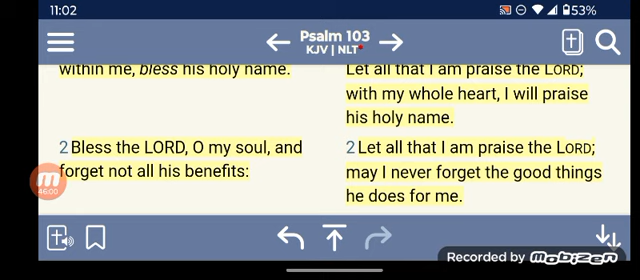 11:02
53%
Psalm 103
KJV | NLT
within me, bless his holy name.
2 Bless the LORD, O my soul, and
forget not all his benefits:
Let all that I am praise the LORD;
with my whole heart, I will praise
his holy name.
2 Let all that I am praise the LORD;
may I never forget the good things
he does for me.
46:00
Recorded by Mobizen